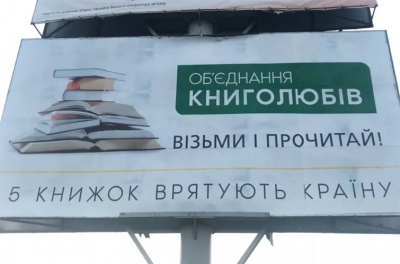 ОБ'ЄДНАННЯ
КНИГОЛЮБІВ
ВІЗЬМИ І ПРОЧИТАЙ!
5 КНИЖОК ВРЯТУЮТЬ КРАЇНУ